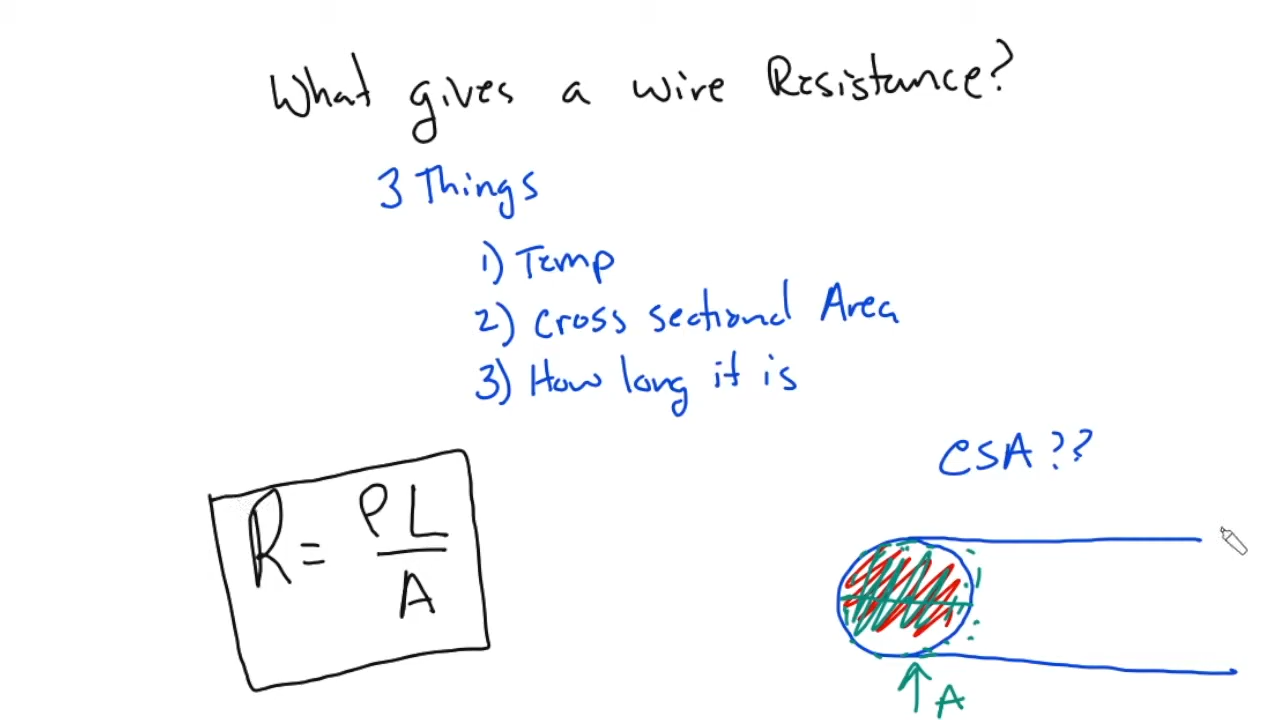 What gives a wire Resistance?
3 Things
1) Temp
2) Cross sectional Area
3) How long it is
CSA??
R = ρL
A
A